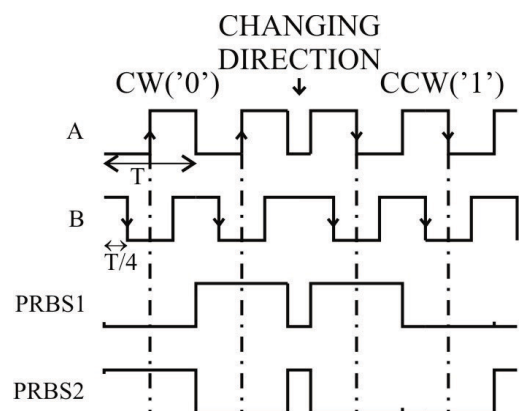 CHANGING
DIRECTION
CW('0')
CCW('1')
A
T
B
T/4
PRBS1
PRBS2